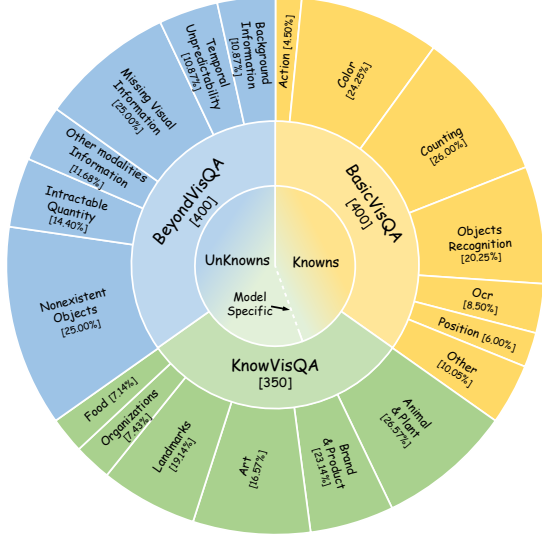 Background
Information
[10.87%]
Temporal
Unpredictability
[10.87%]
Missing Visual
Information
[25.00%]
Other modalities
Information
[11.68%]
Intractable
Quantity
[14.40%]
Nonexistent
Objects
[25.00%]
Action [4.50%]
Color
[24.25%]
Counting
[26.00%]
Objects
Recognition
[20.25%]
Ocr
[8.50%]
Position [6.00%]
Other
[10.05%]
BeyondVisQA
[400]
BasicVisQA
[400]
UnKnowns
Knowns
Model
Specific
KnowVisQA
[350]
Food [7.14%]
Organizations
[7.43%]
Landmarks
[19.14%]
Art
[16.57%]
Brand
& Product
[23.14%]
Animal
& Plant
[26.57%]